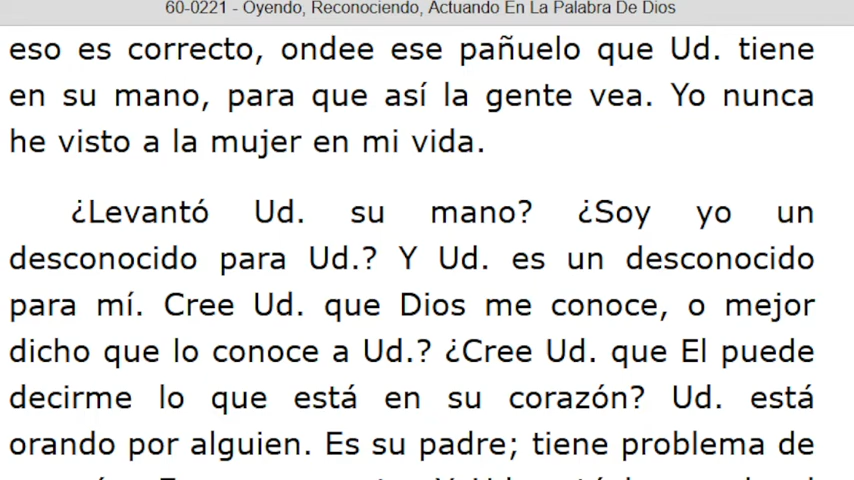 60-0221 - Oyendo, Reconociendo, Actuando En La Palabra De Dios
eso es correcto, ondee ese pañuelo que Ud. tiene
en su mano, para que así la gente vea. Yo nunca
he visto a la mujer en mi vida.
¿Levantó Ud. su mano? ¿Soy yo un
desconocido para Ud.? Y Ud. es un desconocido
para mí. Cree Ud. que Dios me conoce, o mejor
dicho que lo conoce a Ud.? ¿Cree Ud. que El puede
decirme lo que está en su corazón? Ud. está
orando por alguien. Es su padre; tiene problema de